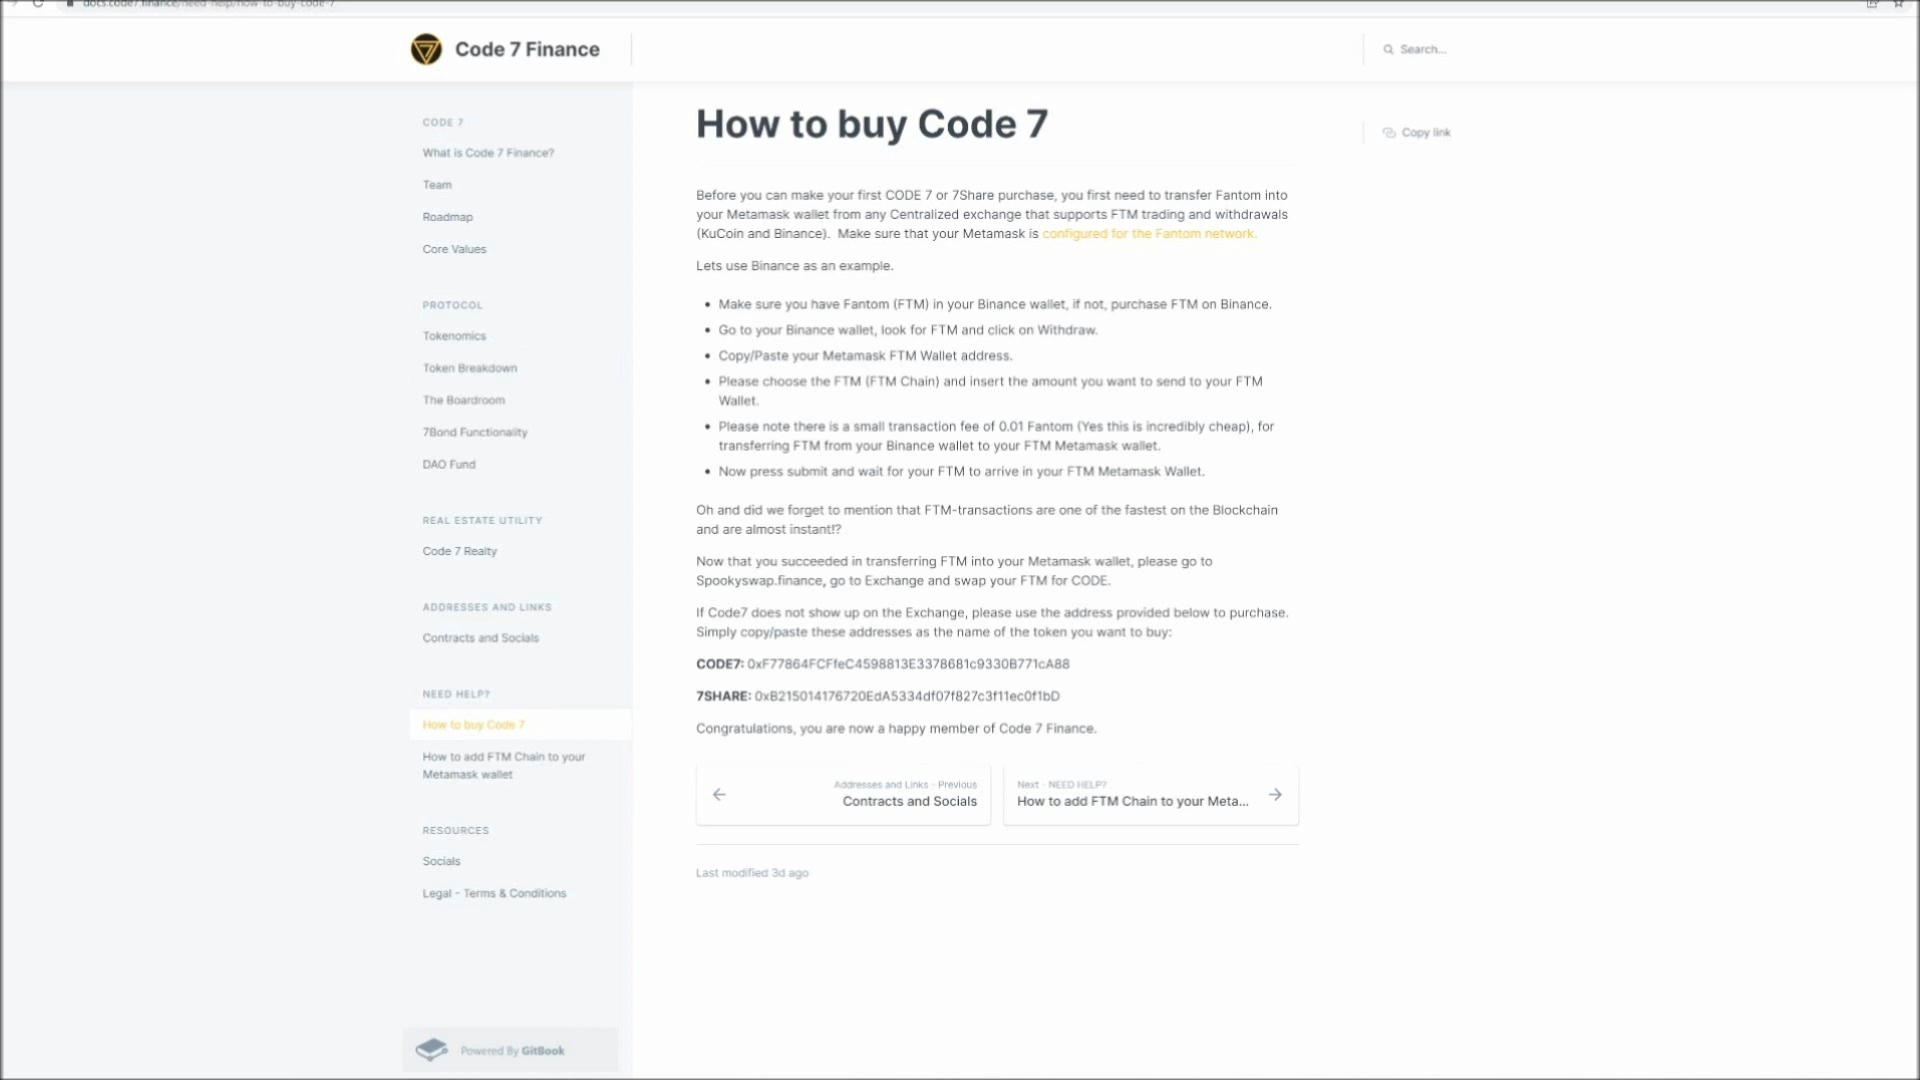 docs.code7.finance/need-help/how-to-buy-code-7
Code 7 Finance
Search...
CODE 7
What is Code 7 Finance?
Team
Roadmap
Core Values
PROTOCOL
Tokenomics
Token Breakdown
The Boardroom
7Bond Functionality
DAO Fund
REAL ESTATE UTILITY
Code 7 Realty
ADDRESSES AND LINKS
Contracts and Socials
NEED HELP?
How to buy Code 7
How to add FTM Chain to your
Metamask wallet
RESOURCES
Socials
Legal - Terms & Conditions
Powered By GitBook
How to buy Code 7
Copy link
Before you can make your first CODE 7 or 7Share purchase, you first need to transfer Fantom into
your Metamask wallet from any Centralized exchange that supports FTM trading and withdrawals
(KuCoin and Binance).  Make sure that your Metamask is configured for the Fantom network.
Lets use Binance as an example.
• Make sure you have Fantom (FTM) in your Binance wallet, if not, purchase FTM on Binance.
• Go to your Binance wallet, look for FTM and click on Withdraw.
• Copy/Paste your Metamask FTM Wallet address.
• Please choose the FTM (FTM Chain) and insert the amount you want to send to your FTM
Wallet.
• Please note there is a small transaction fee of 0.01 Fantom (Yes this is incredibly cheap), for
transferring FTM from your Binance wallet to your FTM Metamask wallet.
• Now press submit and wait for your FTM to arrive in your FTM Metamask Wallet.
Oh and did we forget to mention that FTM-transactions are one of the fastest on the Blockchain
and are almost instant!?
Now that you succeeded in transferring FTM into your Metamask wallet, please go to
Spookyswap.finance, go to Exchange and swap your FTM for CODE.
If Code7 does not show up on the Exchange, please use the address provided below to purchase.
Simply copy/paste these addresses as the name of the token you want to buy:
CODE7: 0xF77864FCFfeC4598813E3378681c9330B771cA88
7SHARE: 0xB215014176720EdA5334df07f827c3f11ec0f1bD
Congratulations, you are now a happy member of Code 7 Finance.
Addresses and Links - Previous
Contracts and Socials
Next - NEED HELP?
How to add FTM Chain to your Meta...
Last modified 3d ago